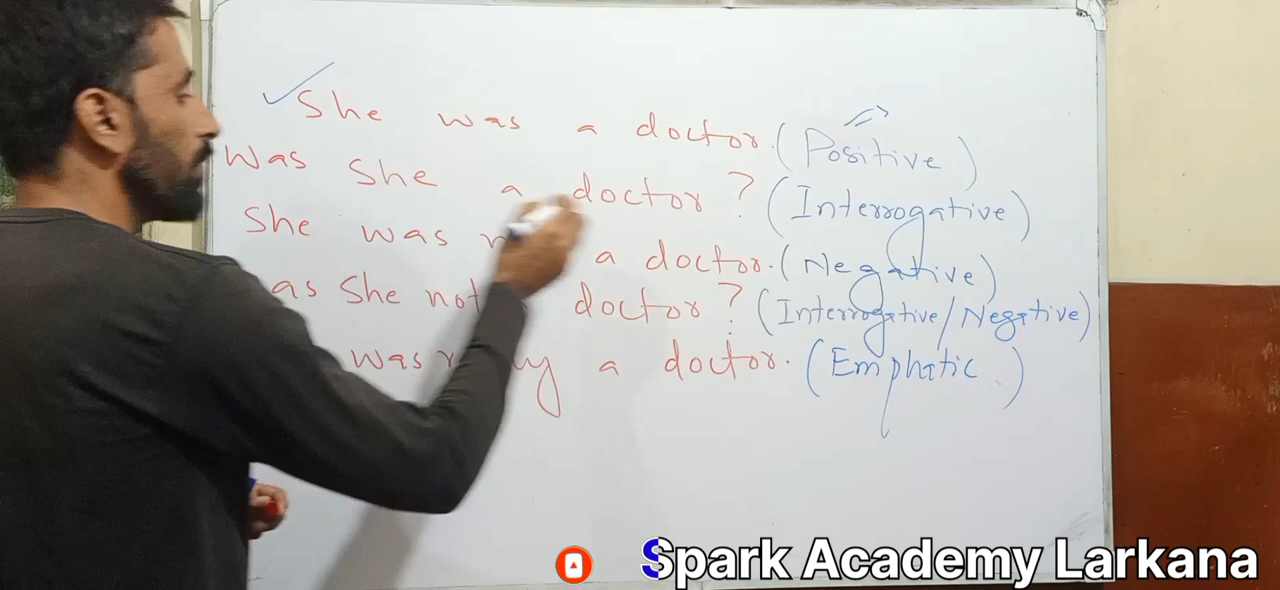 She was a doctor. (Positive)
Was She a doctor ? (Interrogative)
She was a doctor. (Negative)
She not doctor ? (Interrogative/Negative)
was a doctor. (Emphatic)
Spark Academy Larkana